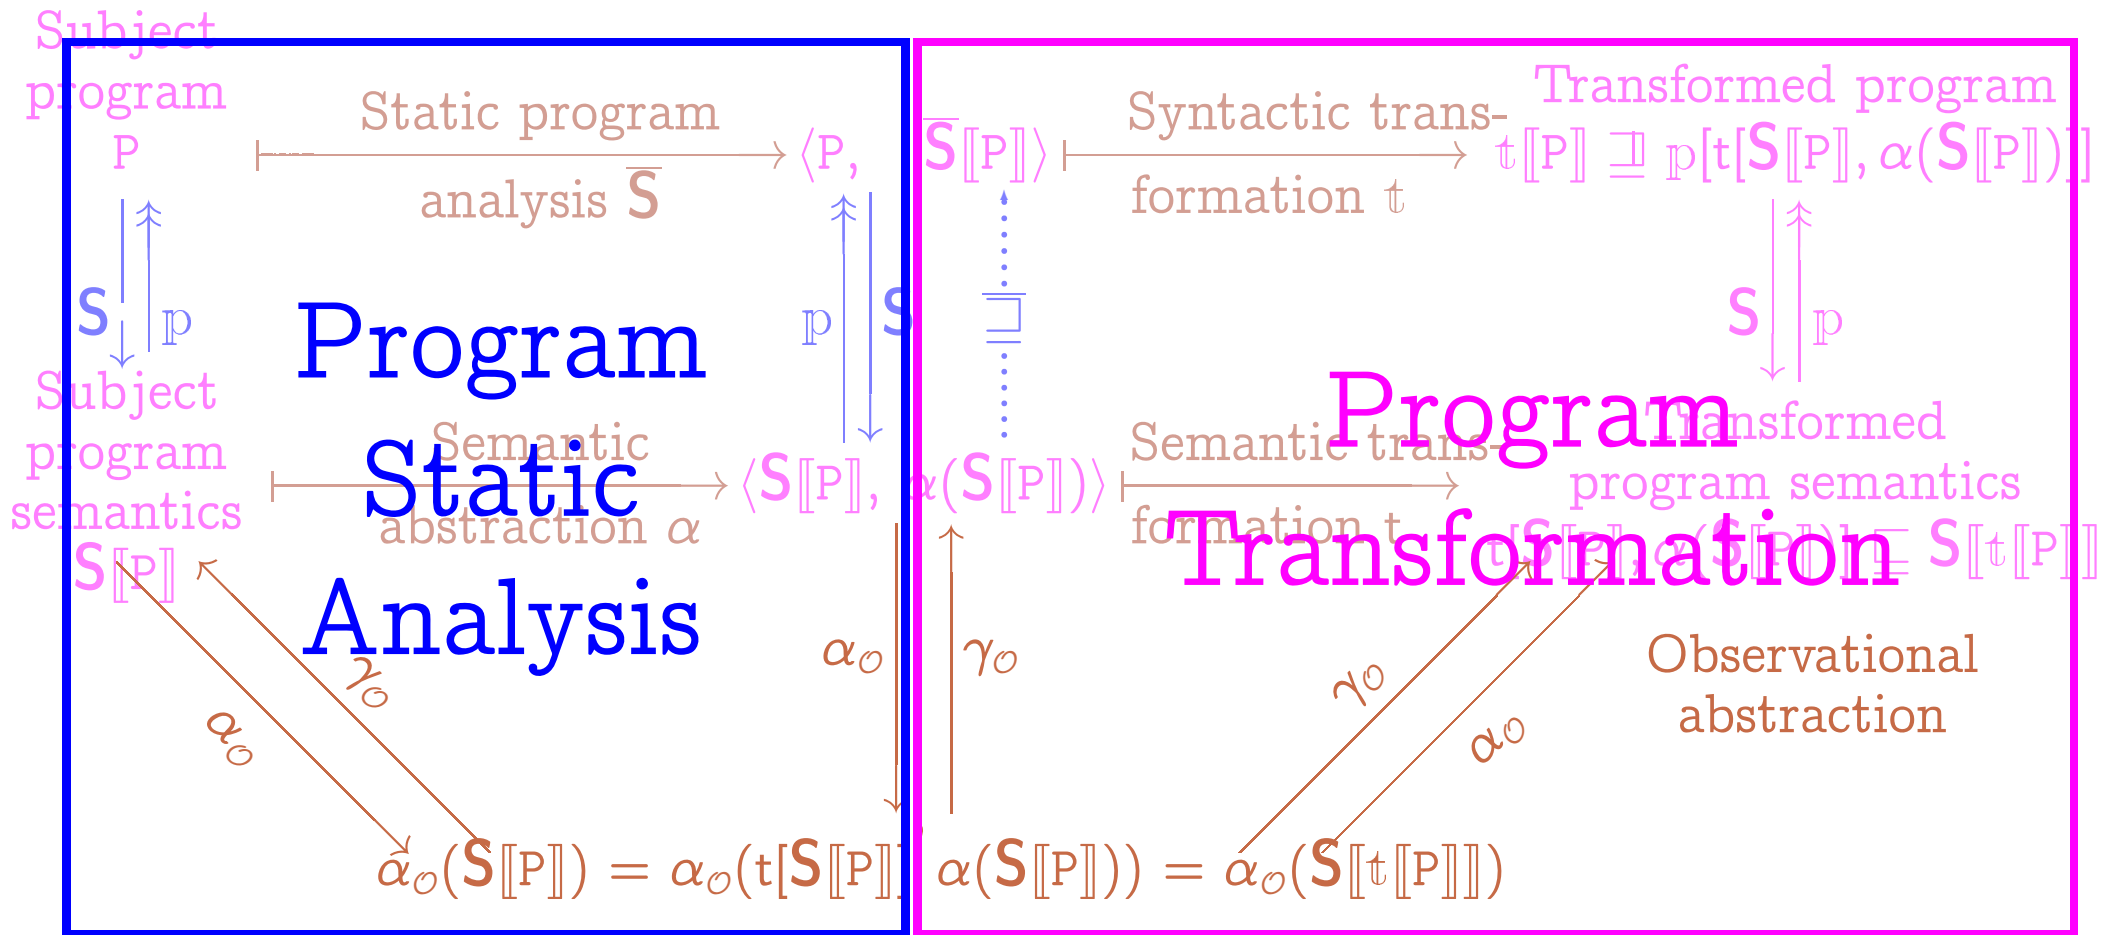 Subject
program
P
Static program
analysis S̅
⟨P, S̅⟦P⟧⟩
Syntactic trans-
formation 𝕥
Transformed program
𝕥⟦P⟧ ⊒ 𝕡[t[S⟦P⟧, α(S⟦P⟧)]]
S 𝕡
𝕡 S
⊒
S 𝕡
Program
Static
Analysis
Program
Transformation
Subject
program
semantics
S⟦P⟧
Semantic
abstraction α
⟨S⟦P⟧, α(S⟦P⟧)⟩
Semantic trans-
formation t
Transformed
program semantics
t[S⟦P⟧, α(S⟦P⟧)] ⊑ S⟦𝕥⟦P⟧⟧
α𝒪 γ𝒪
α𝒪 γ𝒪
γ𝒪 α𝒪
Observational
abstraction
α𝒪(S⟦P⟧) = α𝒪(t[S⟦P⟧, α(S⟦P⟧)) = α𝒪(S⟦𝕥⟦P⟧⟧)